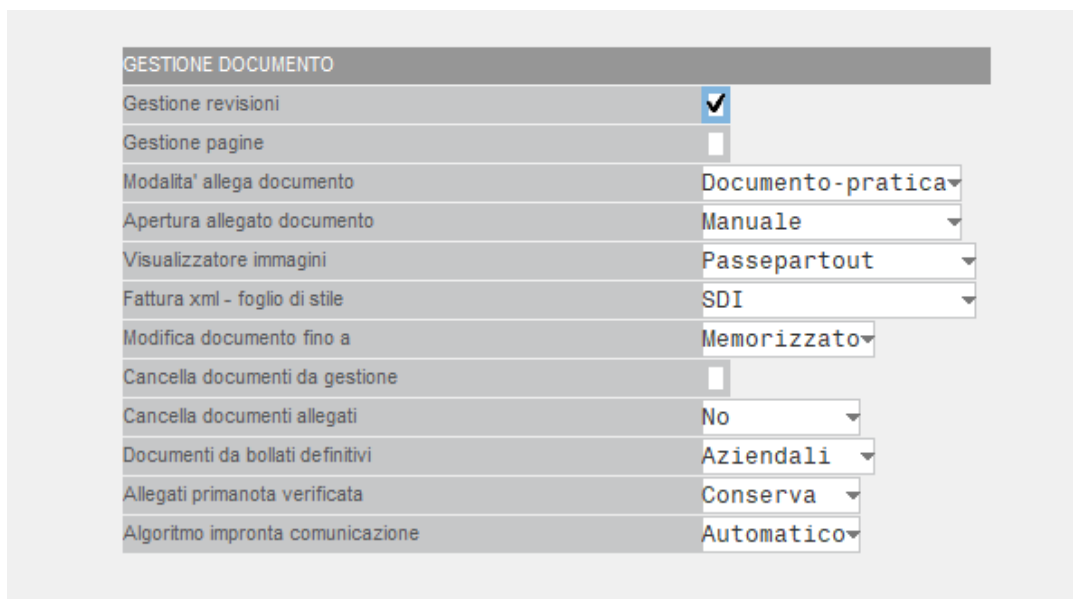 GESTIONE DOCUMENTO
Gestione revisioni
Gestione pagine
Modalita' allega documento Documento-pratica
Apertura allegato documento Manuale
Visualizzatore immagini Passepartout
Fattura xml - foglio di stile SDI
Modifica documento fino a Memorizzato
Cancella documenti da gestione
Cancella documenti allegati No
Documenti da bollati definitivi Aziendali
Allegati primanota verificata Conserva
Algoritmo impronta comunicazione Automatico